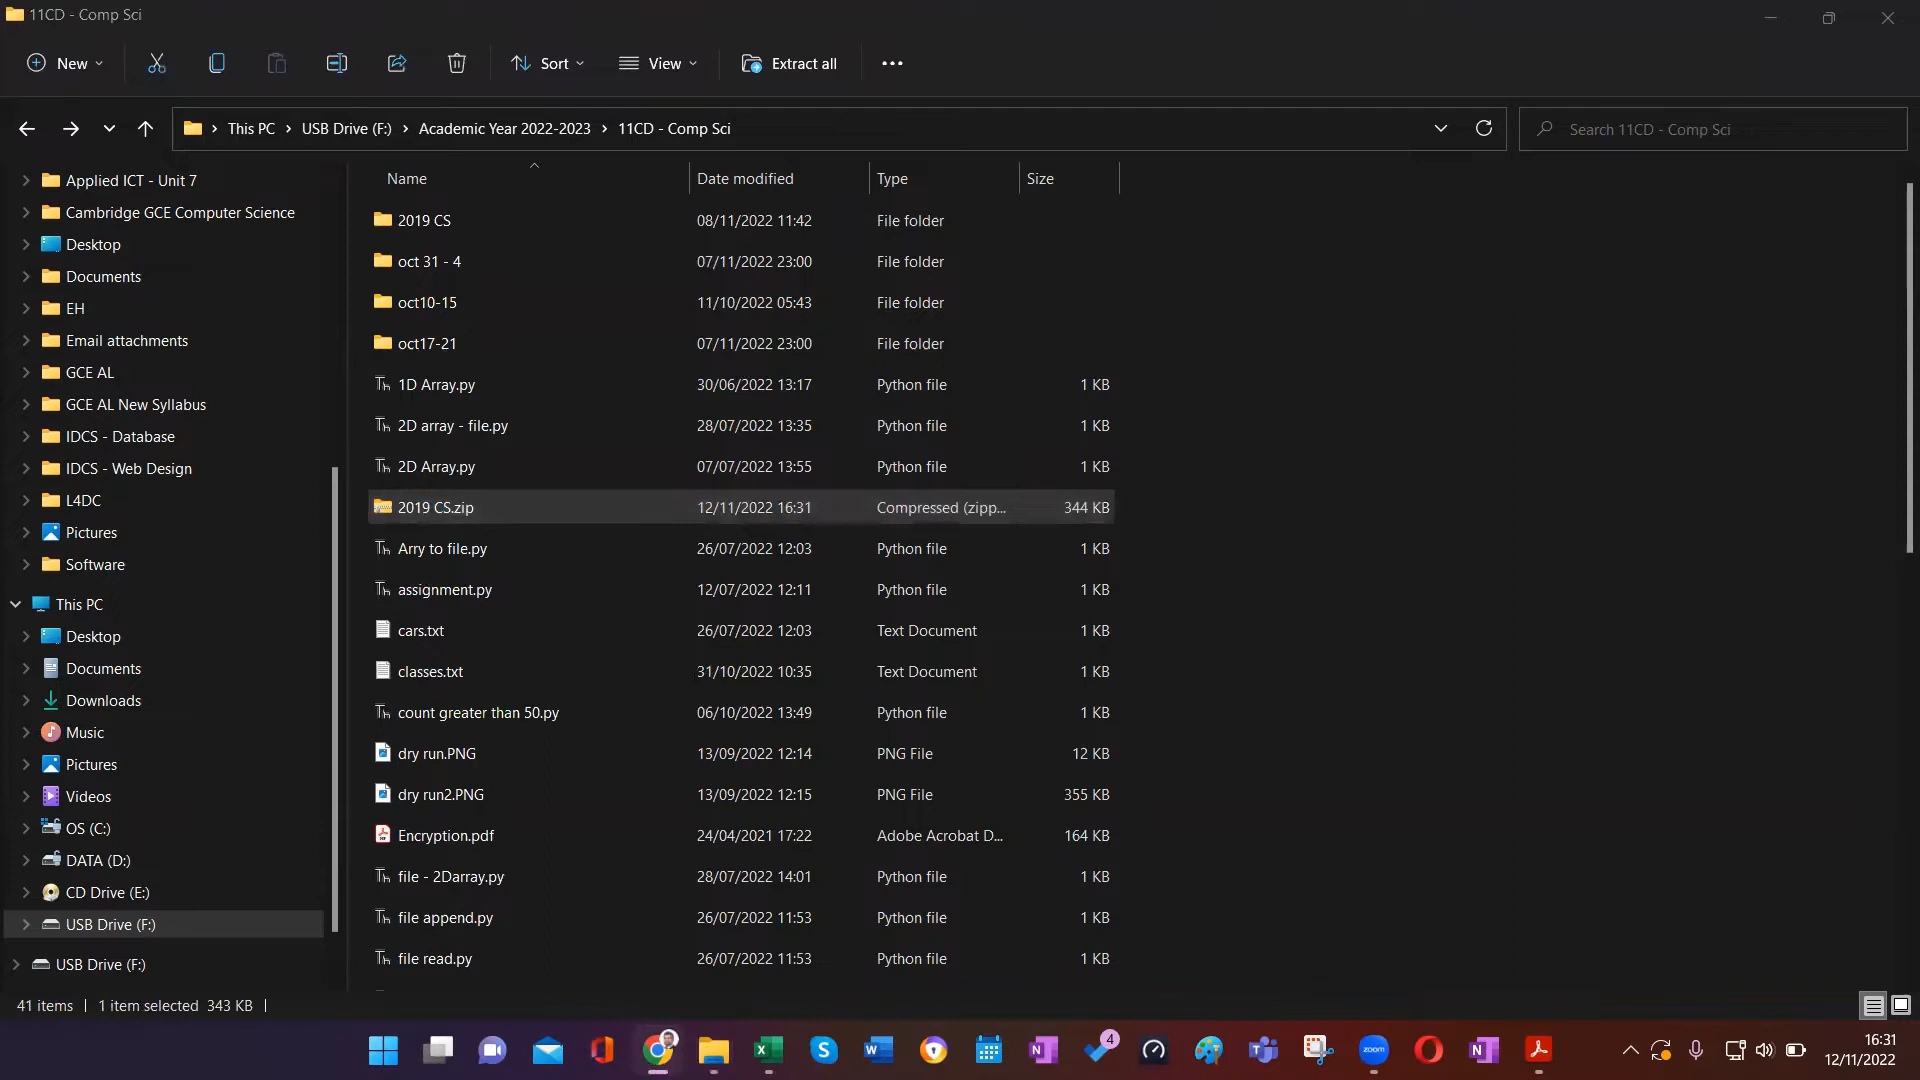 11CD - Comp Sci
New
Sort
View
Extract all
This PC > USB Drive (F:) > Academic Year 2022-2023 > 11CD - Comp Sci
Search 11CD - Comp Sci
Applied ICT - Unit 7
Cambridge GCE Computer Science
Desktop
Documents
EH
Email attachments
GCE AL
GCE AL New Syllabus
IDCS - Database
IDCS - Web Design
L4DC
Pictures
Software
This PC
Desktop
Documents
Downloads
Music
Pictures
Videos
OS (C:)
DATA (D:)
CD Drive (E:)
USB Drive (F:)
USB Drive (F:)
Name Date modified Type Size
2019 CS 08/11/2022 11:42 File folder
oct 31 - 4 07/11/2022 23:00 File folder
oct10-15 11/10/2022 05:43 File folder
oct17-21 07/11/2022 23:00 File folder
1D Array.py 30/06/2022 13:17 Python file 1 KB
2D array - file.py 28/07/2022 13:35 Python file 1 KB
2D Array.py 07/07/2022 13:55 Python file 1 KB
2019 CS.zip 12/11/2022 16:31 Compressed (zipp... 344 KB
Arry to file.py 26/07/2022 12:03 Python file 1 KB
assignment.py 12/07/2022 12:11 Python file 1 KB
cars.txt 26/07/2022 12:03 Text Document 1 KB
classes.txt 31/10/2022 10:35 Text Document 1 KB
count greater than 50.py 06/10/2022 13:49 Python file 1 KB
dry run.PNG 13/09/2022 12:14 PNG File 12 KB
dry run2.PNG 13/09/2022 12:15 PNG File 355 KB
Encryption.pdf 24/04/2021 17:22 Adobe Acrobat D... 164 KB
file - 2Darray.py 28/07/2022 14:01 Python file 1 KB
file append.py 26/07/2022 11:53 Python file 1 KB
file read.py 26/07/2022 11:53 Python file 1 KB
41 items | 1 item selected 343 KB |
zoom
4
16:31
12/11/2022